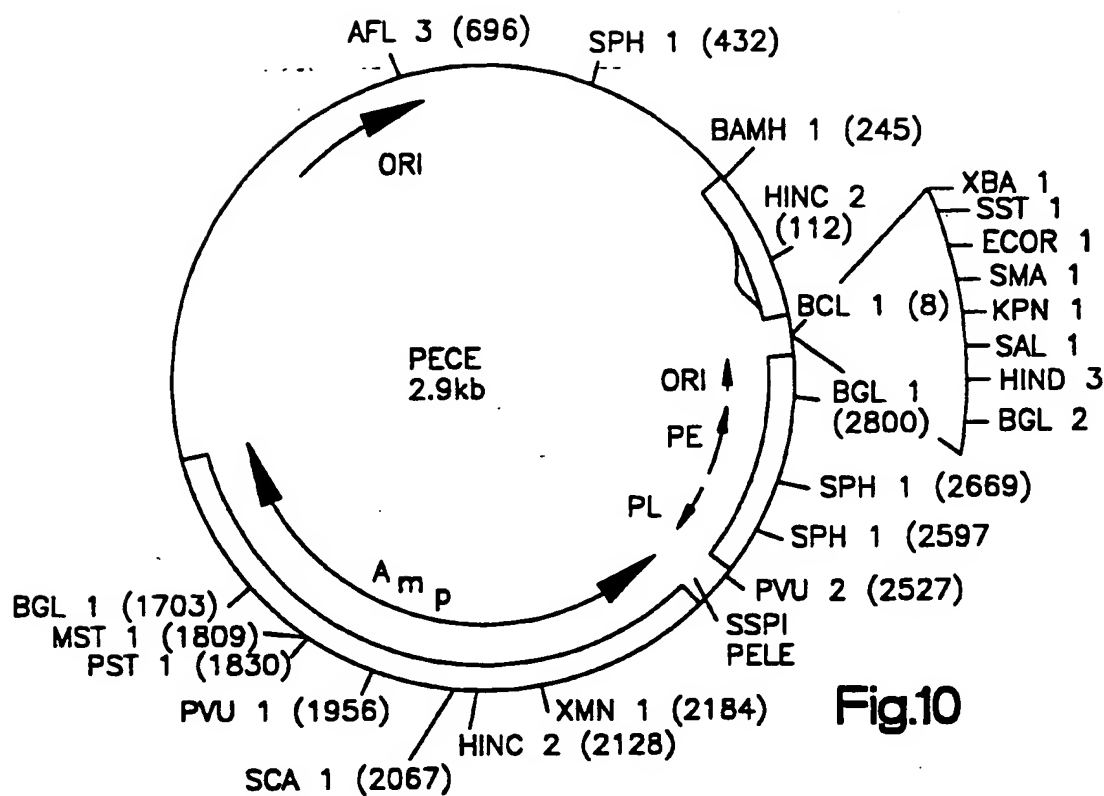 AFL 3 (696)
SPH 1 (432)
ORI
BAMH 1 (245)
HINC 2
(112)
XBA 1
SST 1
ECOR 1
SMA 1
KPN 1
SAL 1
HIND 3
BGL 2
BCL 1 (8)
PECE
2.9kb
ORI
BGL 1
(2800)
PE
SPH 1 (2669)
PL
SPH 1 (2597
PVU 2 (2527)
SSPI
PELE
Amp
BGL 1 (1703)
MST 1 (1809)
PST 1 (1830)
PVU 1 (1956)
XMN 1 (2184)
HINC 2 (2128)
SCA 1 (2067)
Fig.10